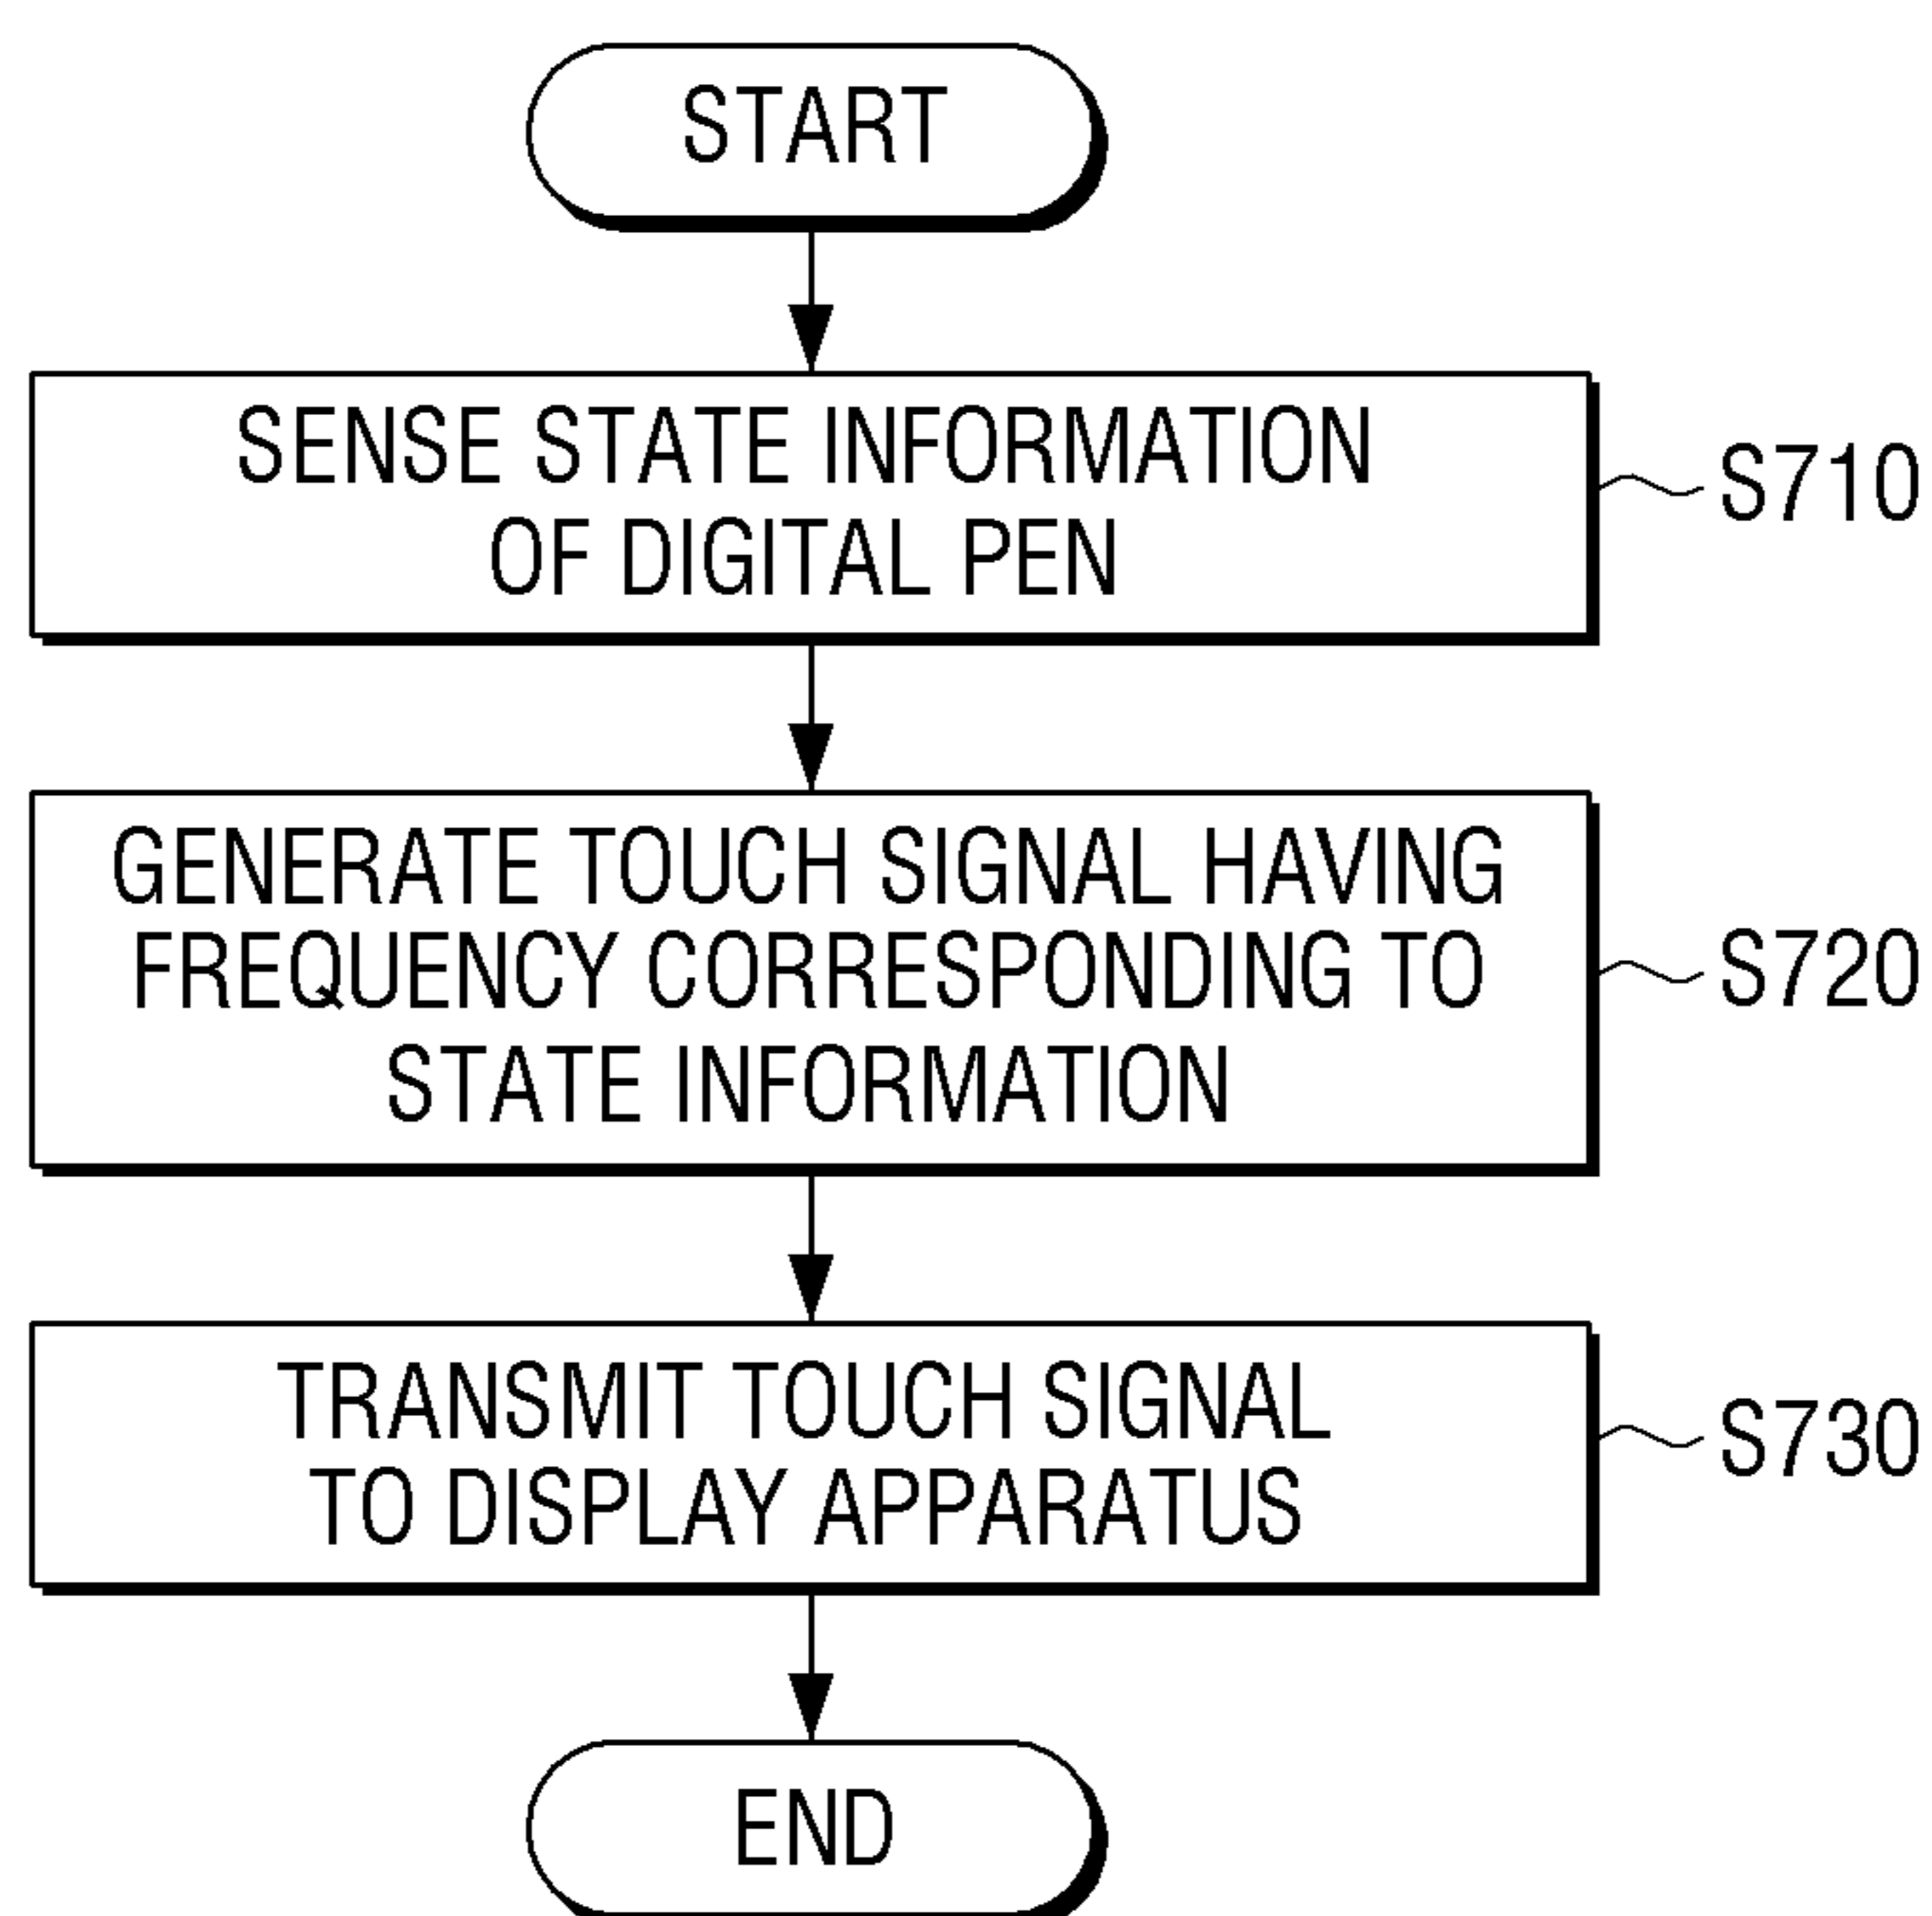 START
SENSE STATE INFORMATION
OF DIGITAL PEN
S710
GENERATE TOUCH SIGNAL HAVING
FREQUENCY CORRESPONDING TO
STATE INFORMATION
S720
TRANSMIT TOUCH SIGNAL
TO DISPLAY APPARATUS
S730
END